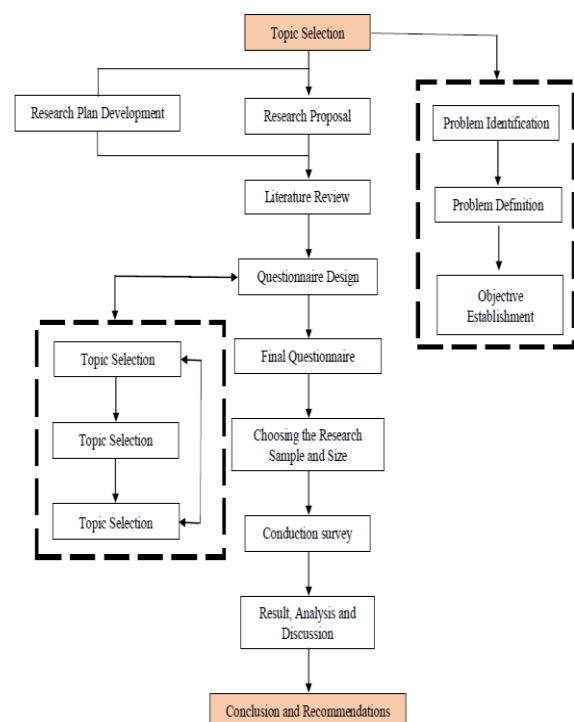 Topic Selection
Research Plan Development
Research Proposal
Problem Identification
Literature Review
Problem Definition
Questionnaire Design
Objective
Establishment
Topic Selection
Final Questionnaire
Topic Selection
Choosing the Research
Sample and Size
Topic Selection
Conduction survey
Result, Analysis and
Discussion
Conclusion and Recommendations